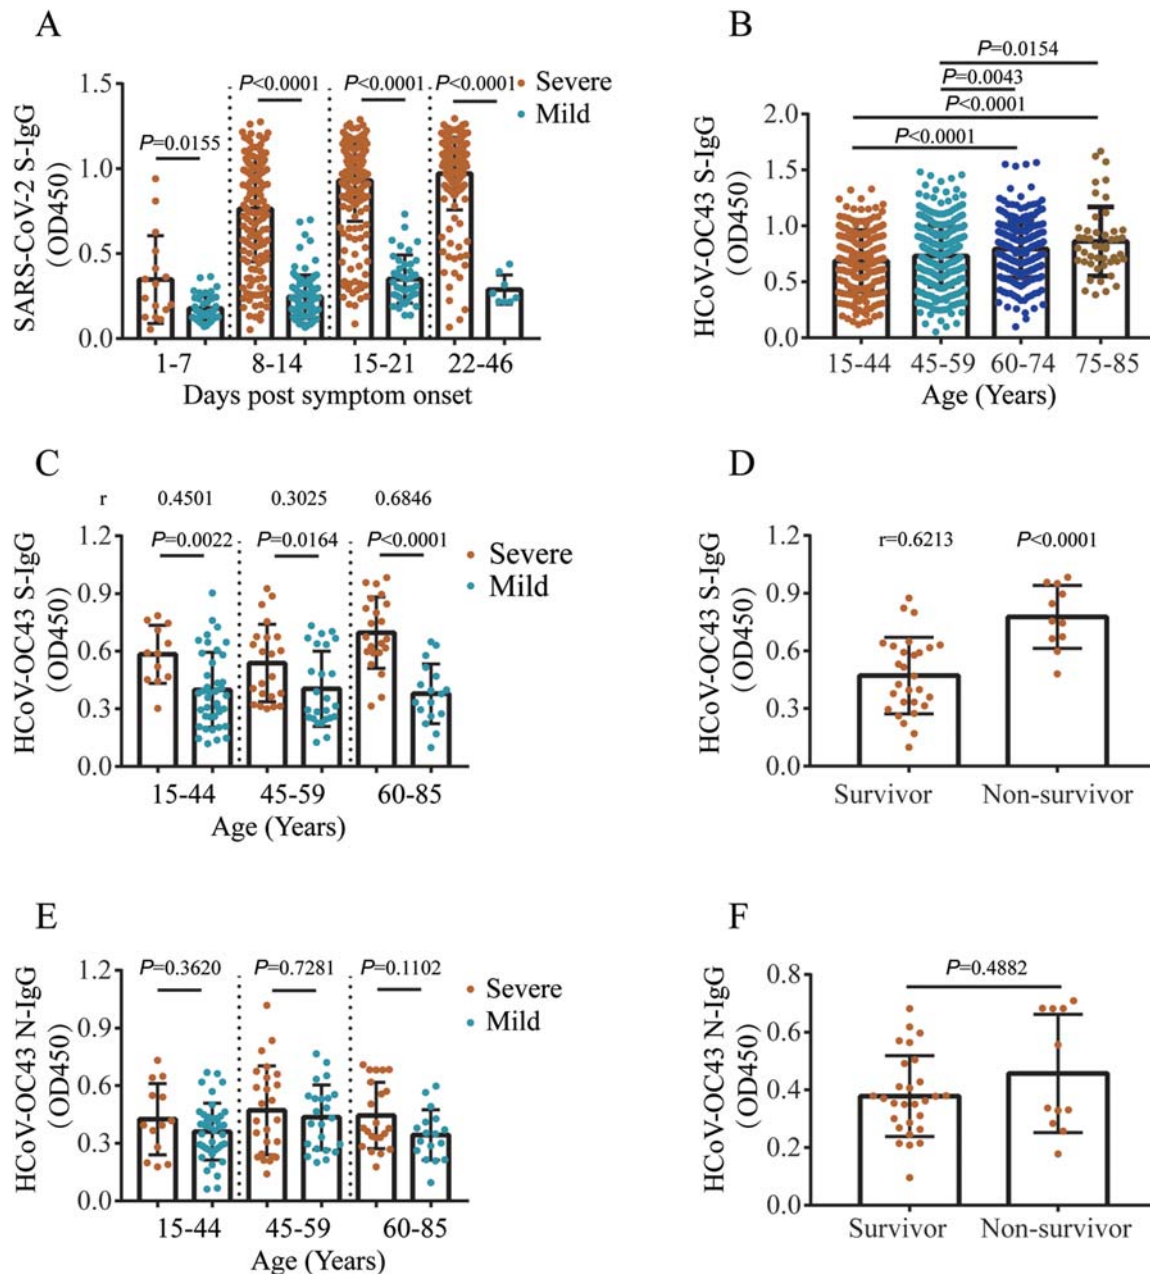 A
SARS-CoV-2 S-IgG
(OD450)
1.5
1.0
0.5
0.0
P=0.0155
P<0.0001
P<0.0001
P<0.0001
Severe
Mild
1-7
8-14
15-21
22-46
Days post symptom onset
B
HCoV-OC43 S-IgG
(OD450)
2.0
1.5
1.0
0.5
0.0
P=0.0154
P=0.0043
P<0.0001
P<0.0001
15-44
45-59
60-74
75-85
Age (Years)
C
r
0.4501
0.3025
0.6846
HCoV-OC43 S-IgG
(OD450)
1.2
0.9
0.6
0.3
0.0
P=0.0022
P=0.0164
P<0.0001
Severe
Mild
15-44
45-59
60-85
Age (Years)
D
HCoV-OC43 S-IgG
(OD450)
1.2
0.9
0.6
0.3
0.0
r=0.6213
P<0.0001
Survivor
Non-survivor
E
HCoV-OC43 N-IgG
(OD450)
1.2
0.9
0.6
0.3
0.0
P=0.3620
P=0.7281
P=0.1102
Severe
Mild
15-44
45-59
60-85
Age (Years)
F
HCoV-OC43 N-IgG
(OD450)
0.8
0.6
0.4
0.2
0.0
P=0.4882
Survivor
Non-survivor